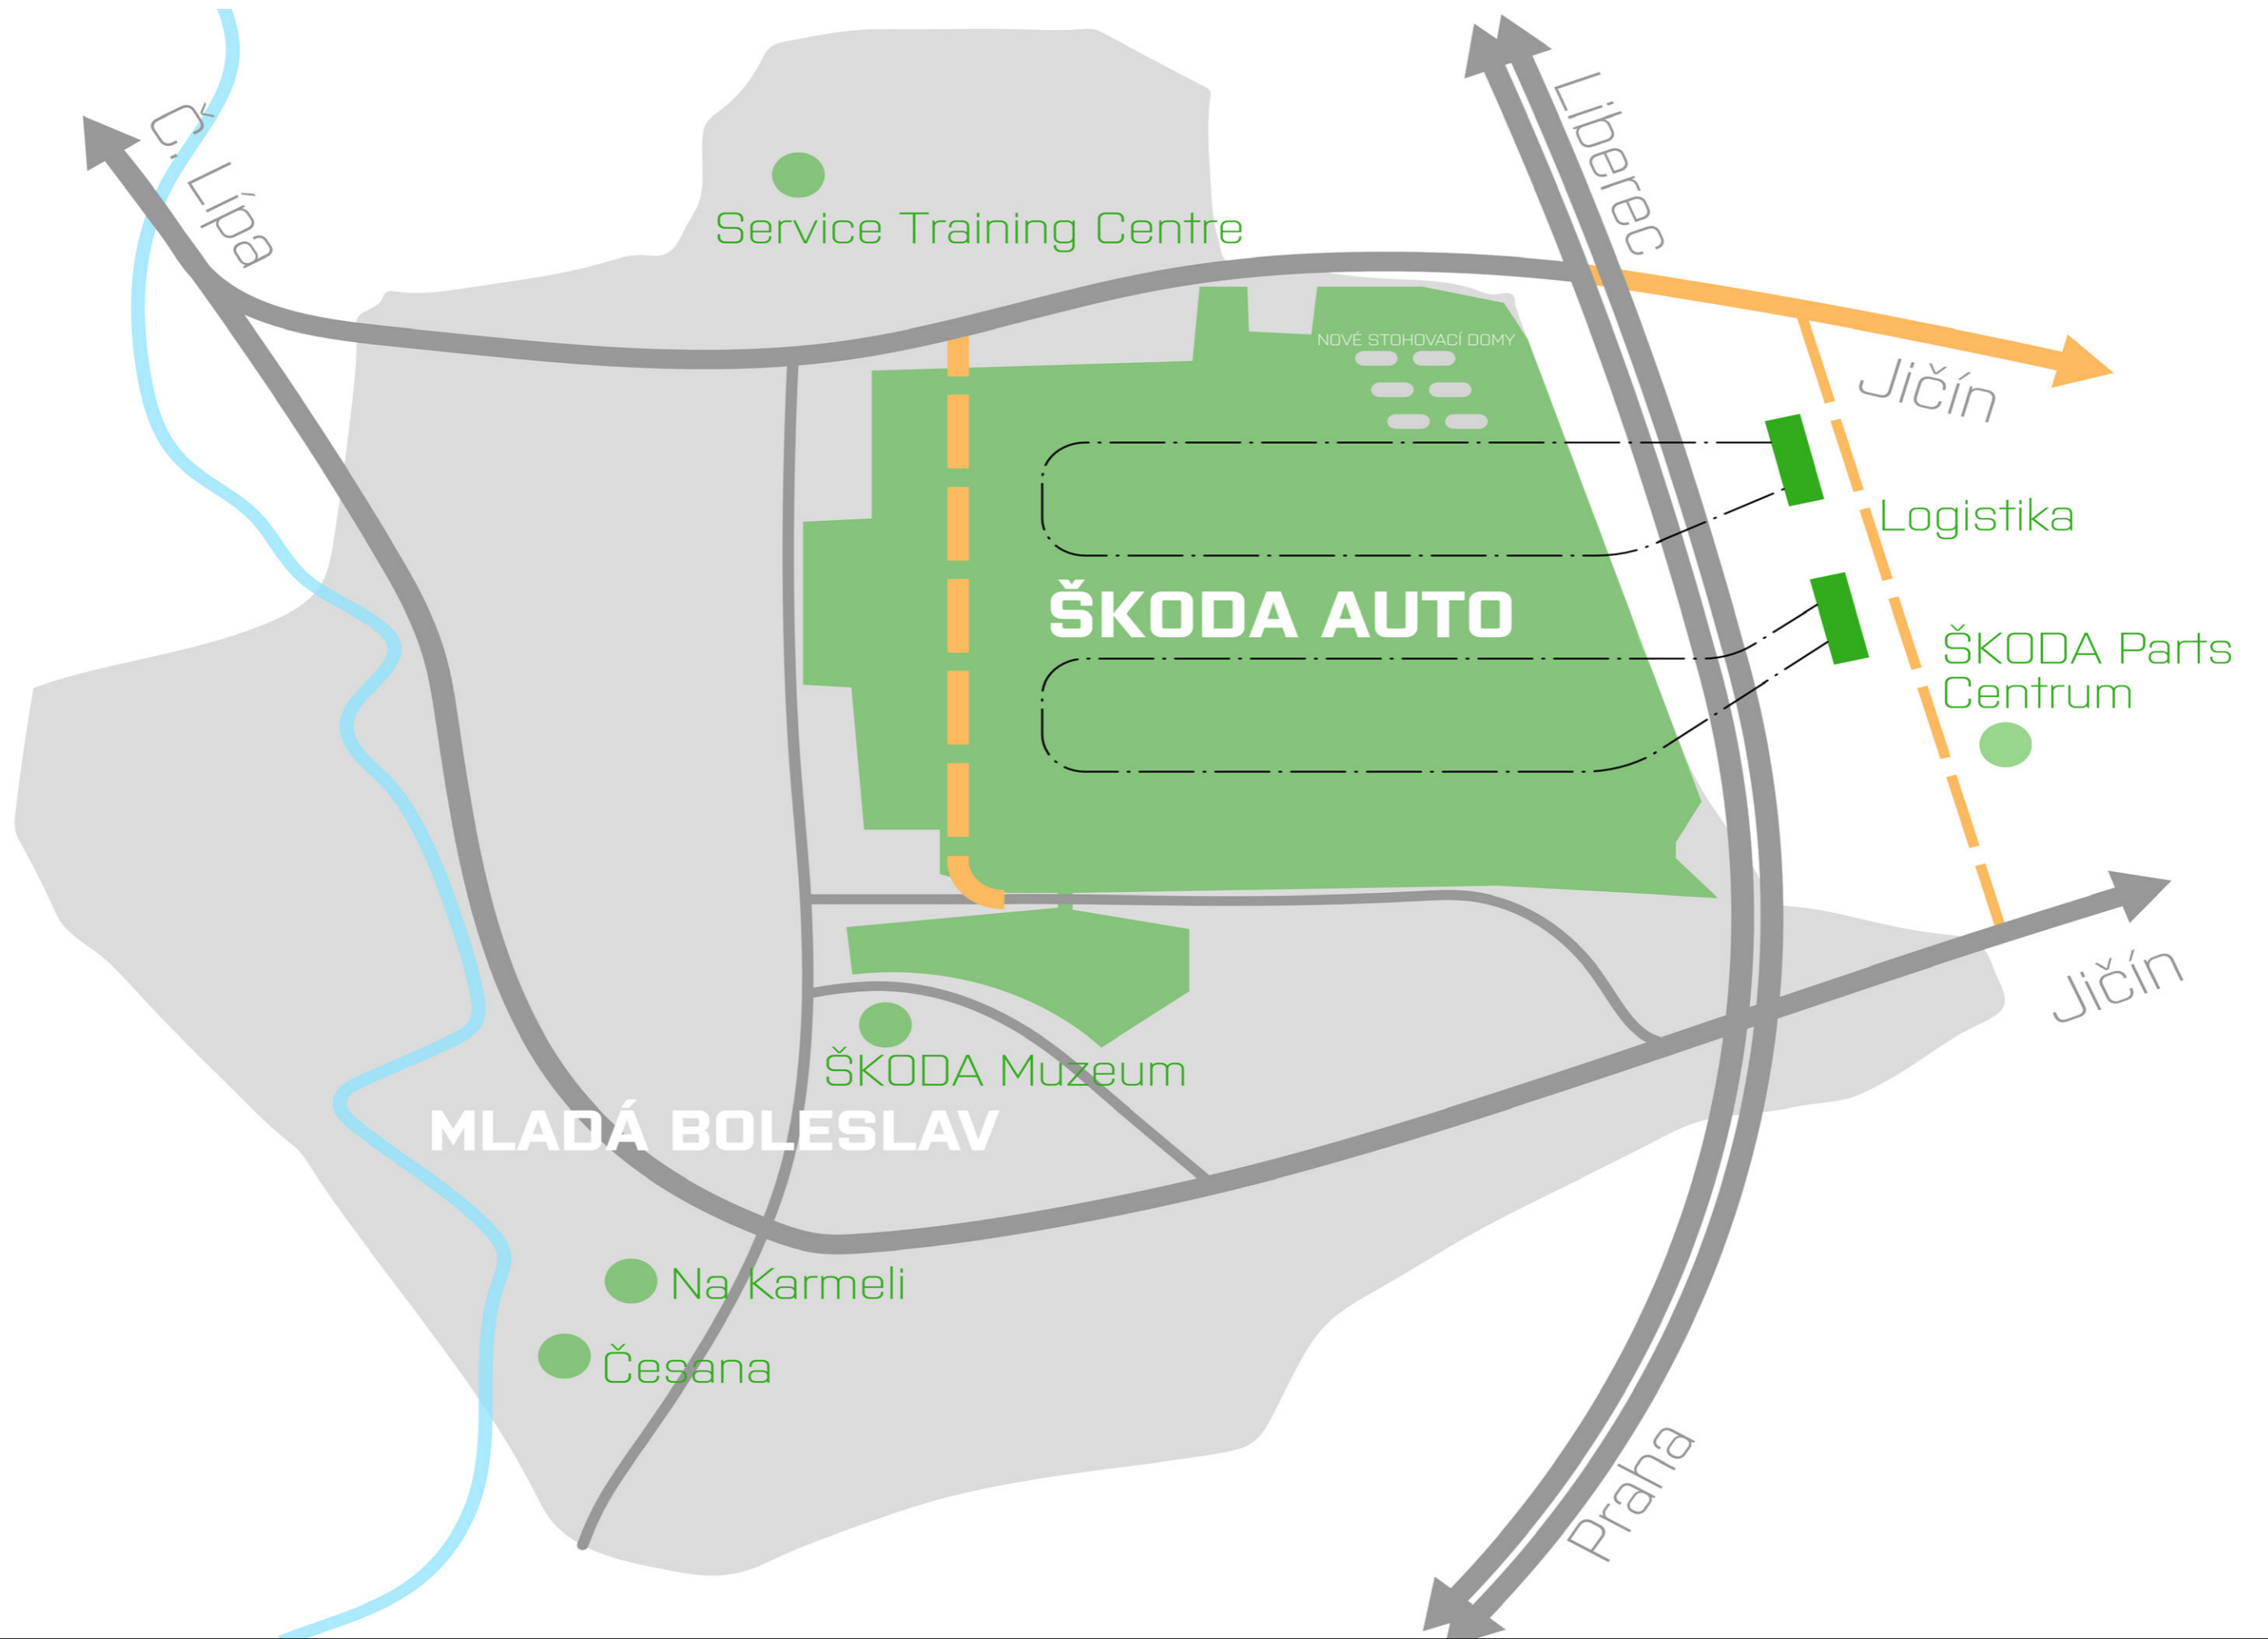 Č. Lípa
Liberec
Service Training Centre
NOVÉ STOHOVACÍ DOMY
Jičín
Logistika
ŠKODA AUTO
ŠKODA Parts
Centrum
Jičín
ŠKODA Muzeum
MLADÁ BOLESLAV
Na Karmeli
Česana
Praha